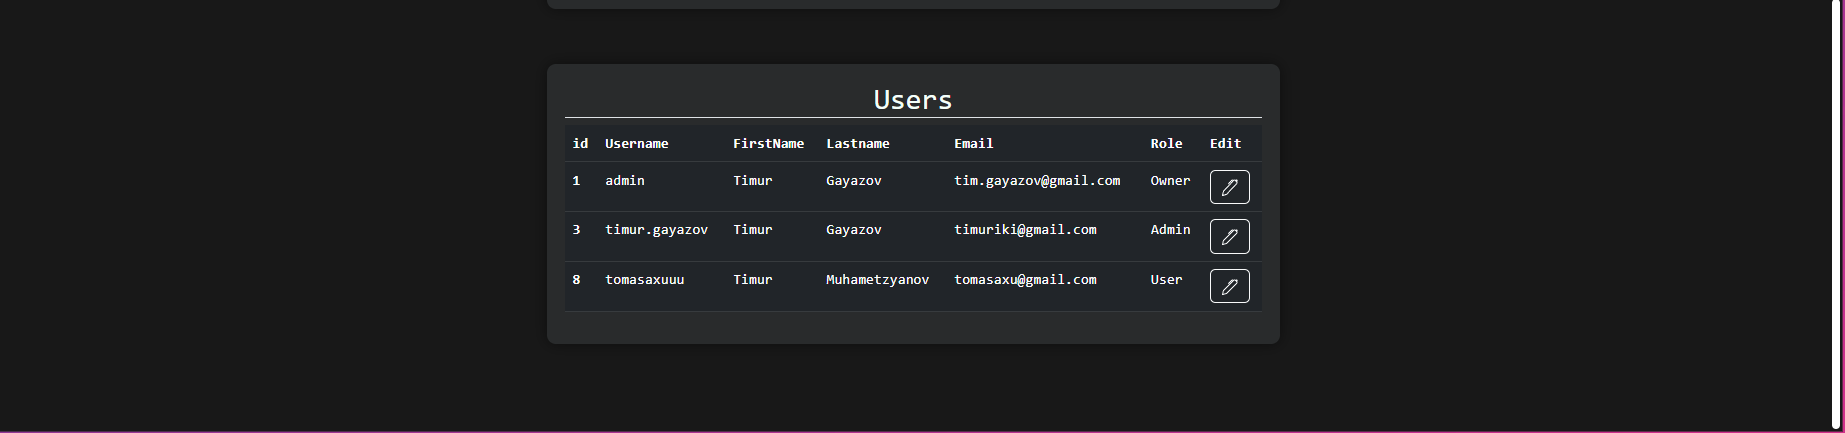 Users
id Username FirstName Lastname Email Role Edit
1 admin Timur Gayazov tim.gayazov@gmail.com Owner
3 timur.gayazov Timur Gayazov timuriki@gmail.com Admin
8 tomasaxuuu Timur Muhametzyanov tomasaxu@gmail.com User